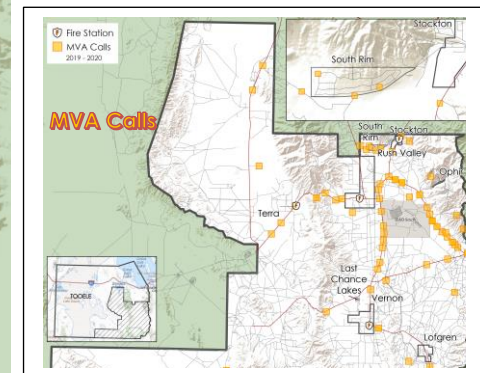 Fire Station
MVA Calls
2019 - 2020
Stockton
South Rim
MVA Calls
South
Rim
Stockton
Rush Valley
Ophir
Terra
Last
Chance
Lakes
Vernon
TOOELE
Lofgren